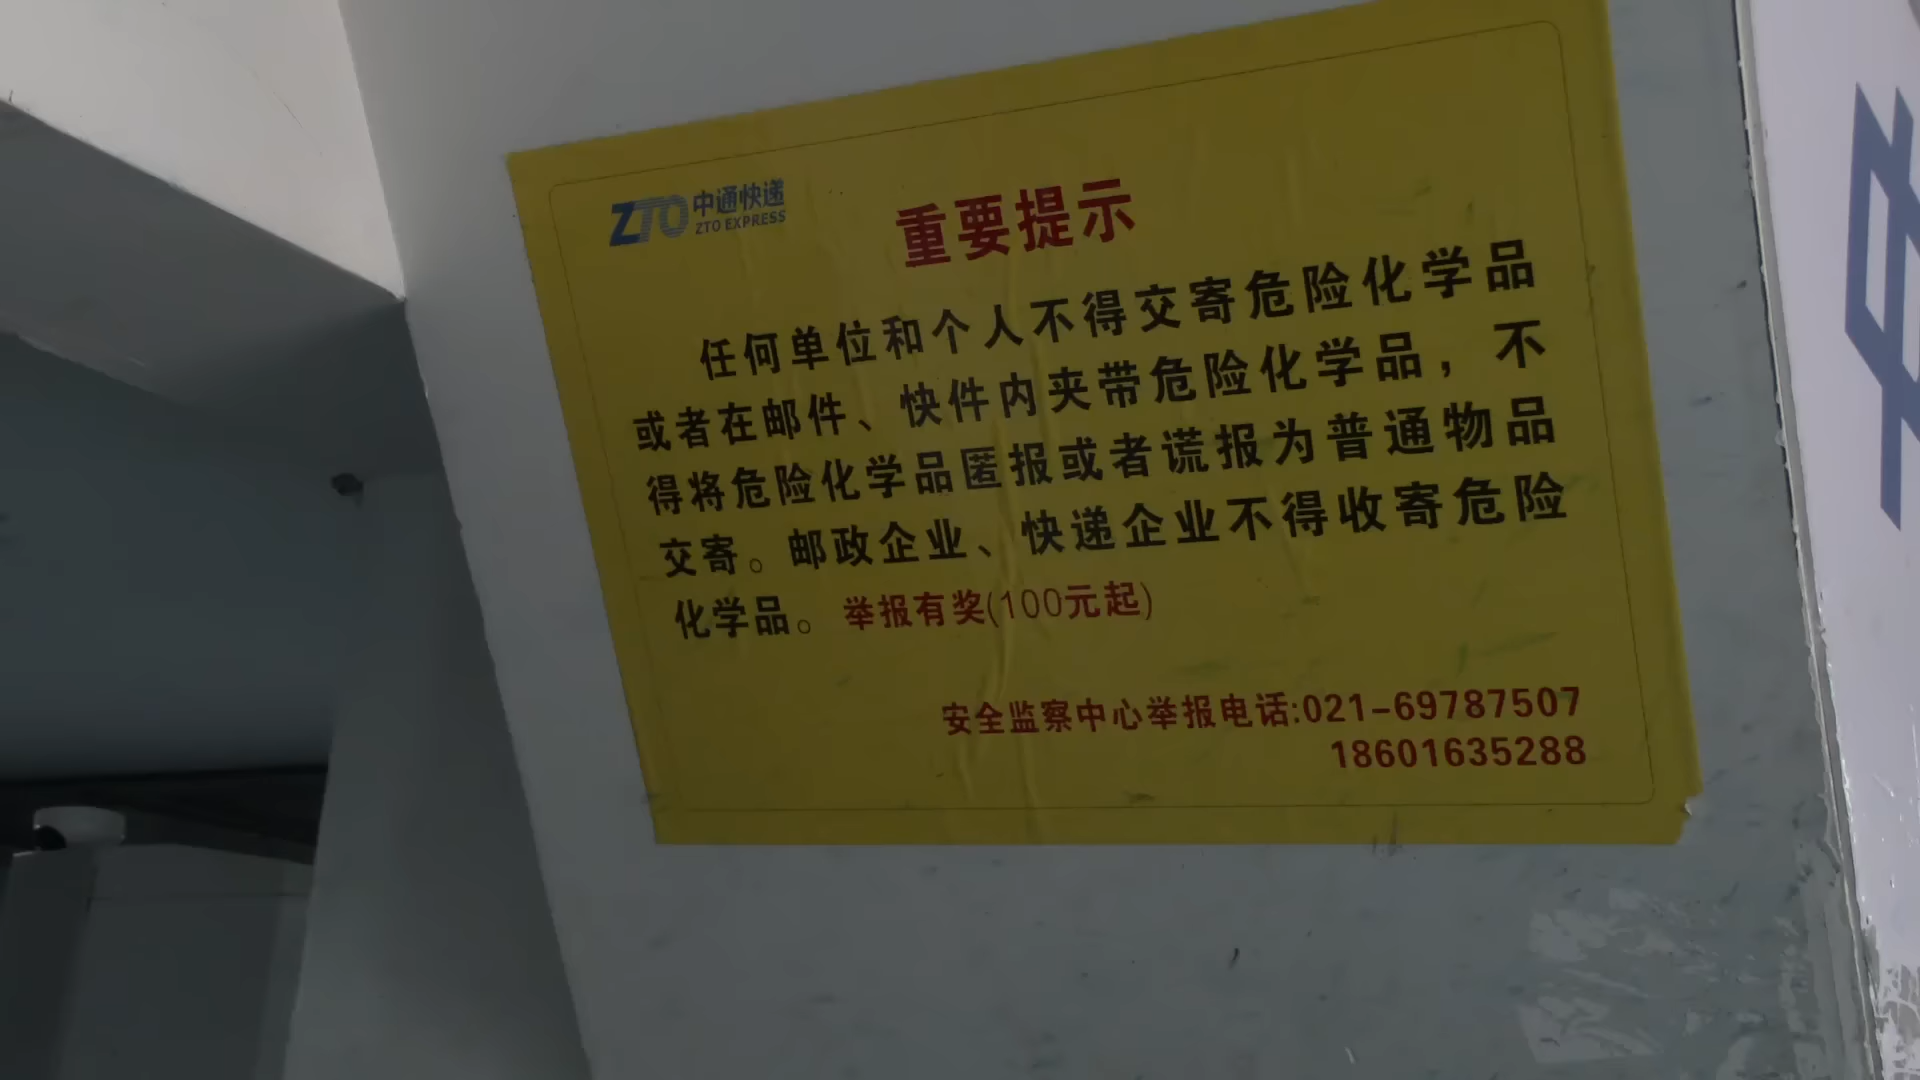 ZTO 中通快递
ZTO EXPRESS
重要提示
任何单位和个人不得交寄危险化学品
或者在邮件、快件内夹带危险化学品，不
得将危险化学品匿报或者谎报为普通物品
交寄。邮政企业、快递企业不得收寄危险
化学品。举报有奖(100元起)
安全监察中心举报电话:021-69787507
18601635288